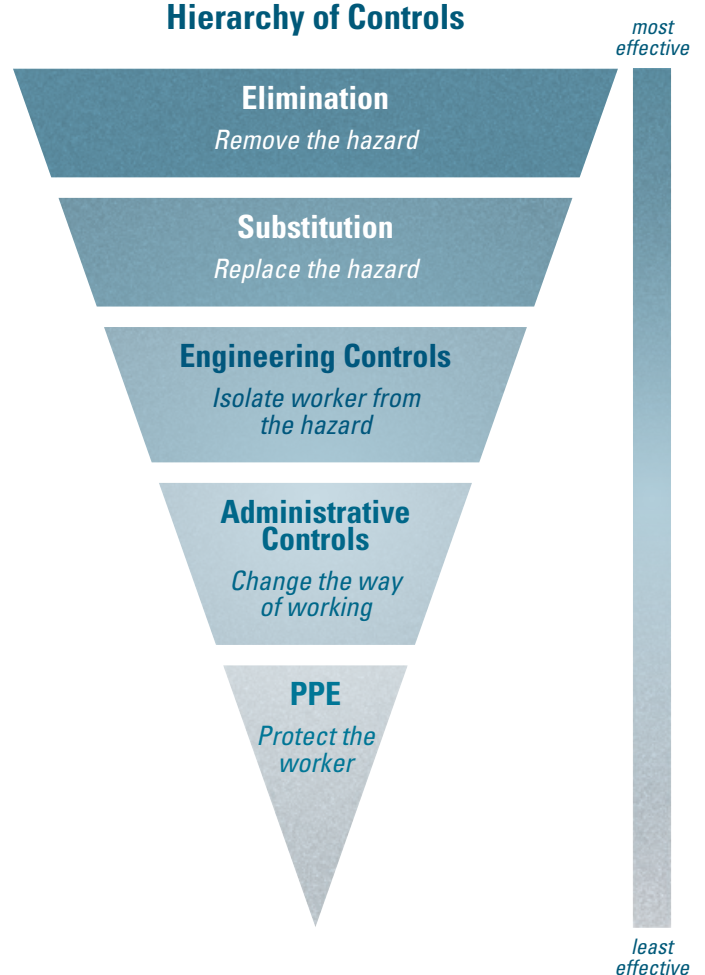 Hierarchy of Controls
most
effective
Elimination
Remove the hazard
Substitution
Replace the hazard
Engineering Controls
Isolate worker from
the hazard
Administrative
Controls
Change the way
of working
PPE
Protect the
worker
least
effective